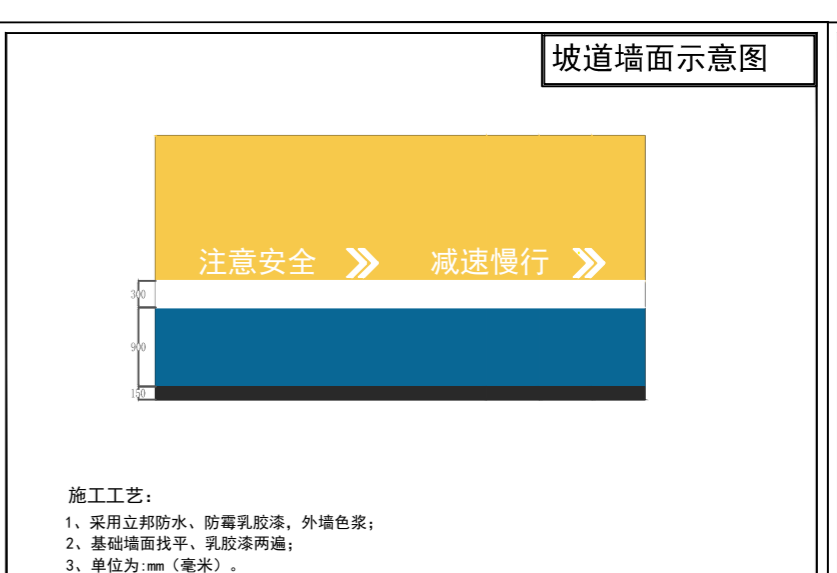 坡道墙面示意图
注意安全 减速慢行
300
900
150
施工工艺：
1、采用立邦防水、防霉乳胶漆，外墙色浆；
2、基础墙面找平、乳胶漆两遍；
3、单位为:mm（毫米）。